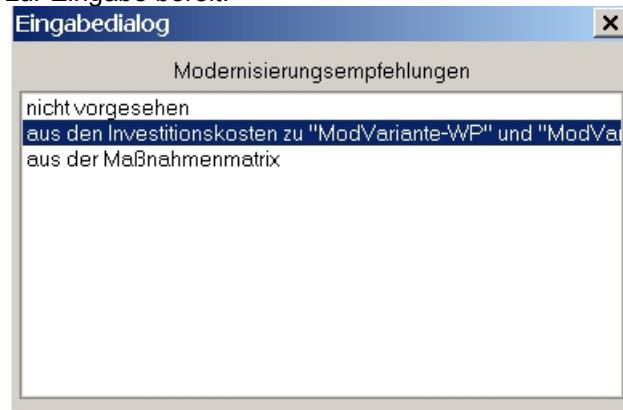 zur Eingabe bereit.
Eingabedialog
Modernisierungsempfehlungen
nicht vorgesehen
aus den Investitionskosten zu "ModVariante-WP" und "ModVar
aus der Maßnahmenmatrix